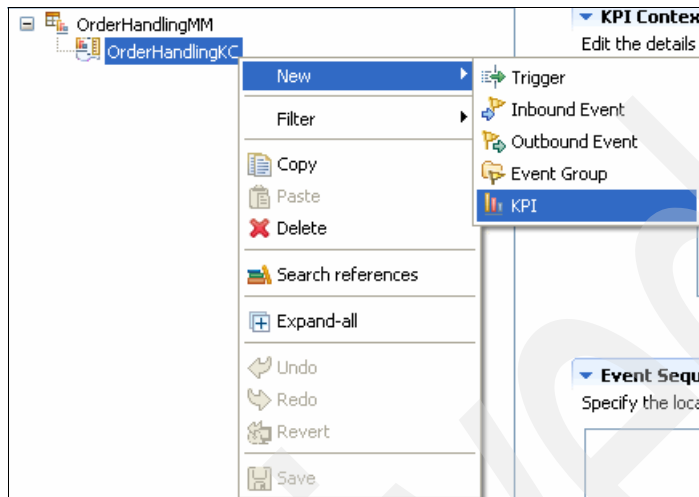 OrderHandlingMM
OrderHandlingKC
New
Filter
Copy
Paste
Delete
Search references
Expand-all
Undo
Redo
Revert
Save
Trigger
Inbound Event
Outbound Event
Event Group
KPI
KPI Contex
Edit the details
Event Sequ
Specify the loca